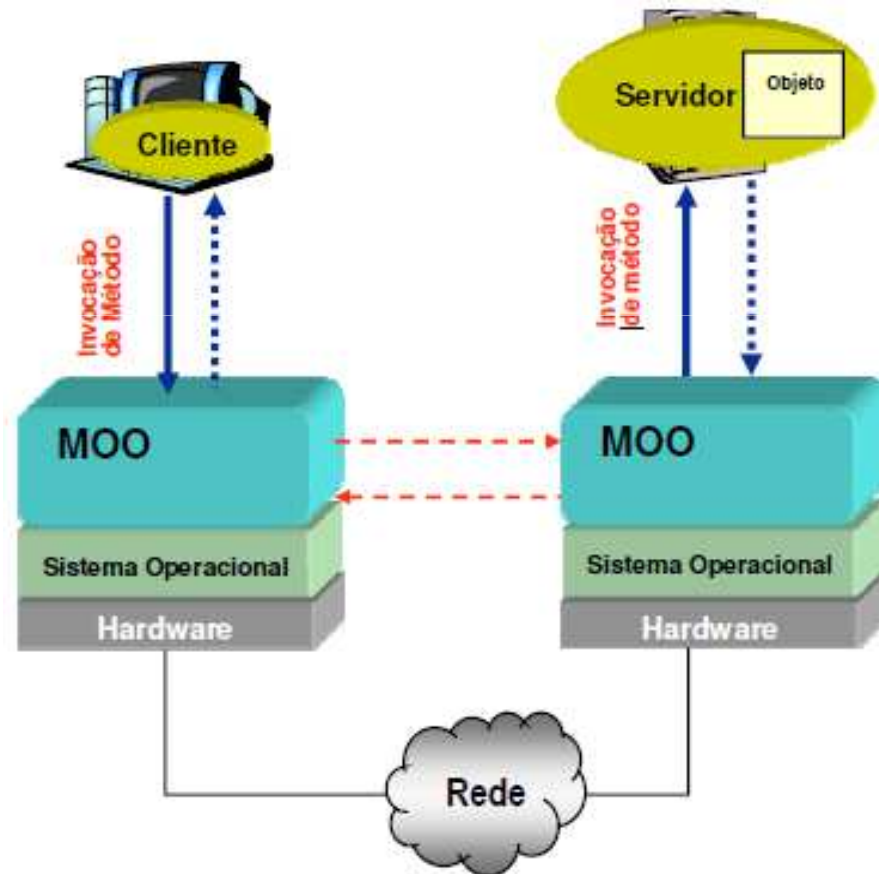 Cliente
Servidor
Objeto
Invocação
de Método
Invocação
de método
MOO
MOO
Sistema Operacional
Sistema Operacional
Hardware
Hardware
Rede